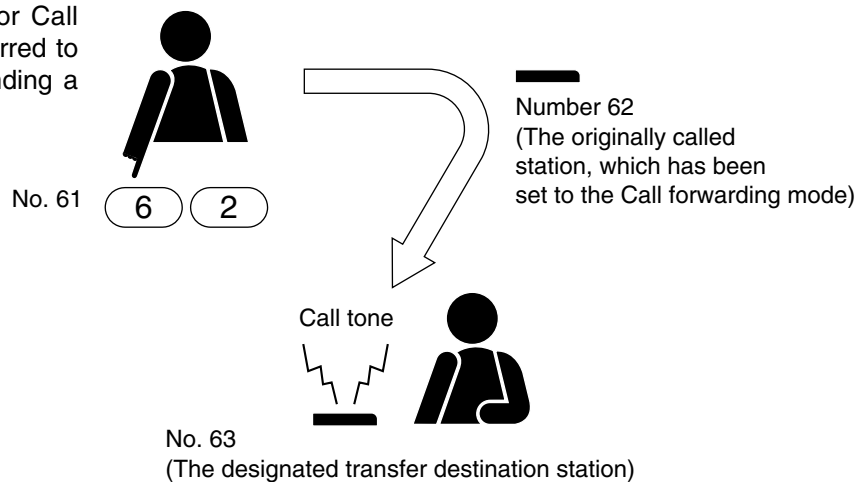 or Call
rred to
nding a
No. 61
6 2
Number 62
(The originally called
station, which has been
set to the Call forwarding mode)
Call tone
No. 63
(The designated transfer destination station)